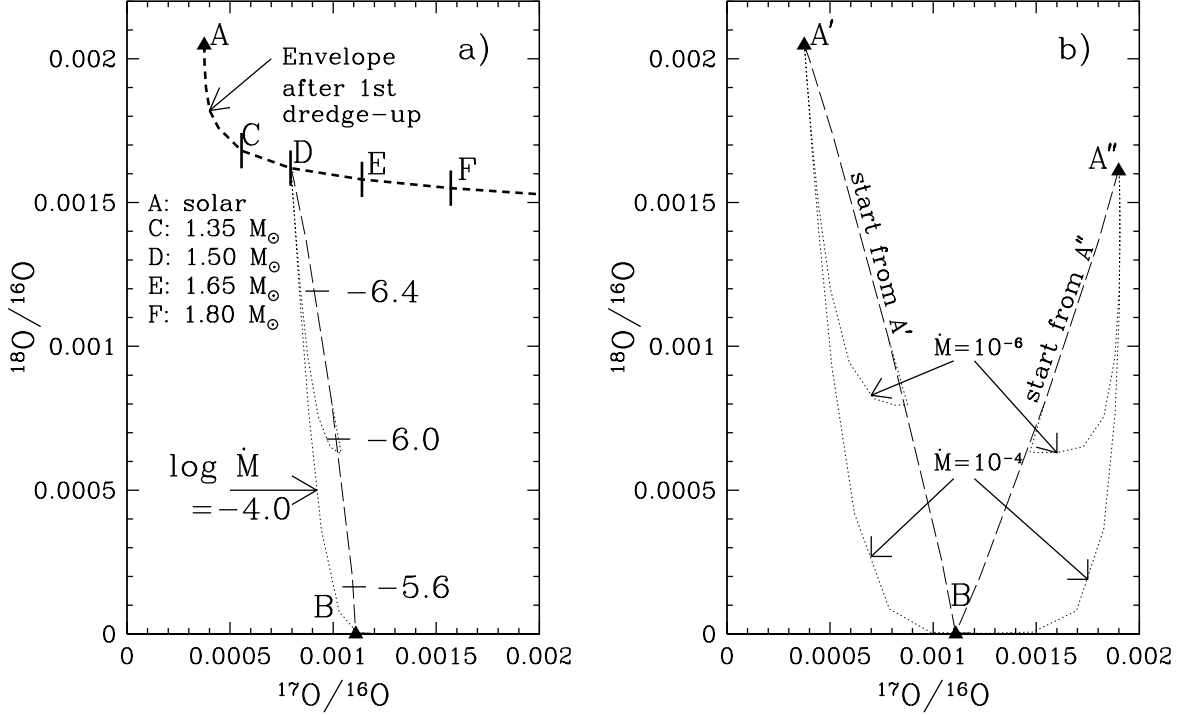 a)
A
Envelope
after 1st
dredge−up
C
D
E
F
A: solar
C: 1.35 M☉
D: 1.50 M☉
E: 1.65 M☉
F: 1.80 M☉
−6.4
−6.0
log Ṁ
=−4.0
−5.6
B
0.002
0.0015
0.001
0.0005
0
0
0.0005
0.001
0.0015
0.002
¹⁸O/¹⁶O
¹⁷O/¹⁶O
b)
A′
A″
start from A′
start from A″
Ṁ=10⁻⁶
Ṁ=10⁻⁴
B
0.002
0.0015
0.001
0.0005
0
0
0.0005
0.001
0.0015
0.002
¹⁸O/¹⁶O
¹⁷O/¹⁶O